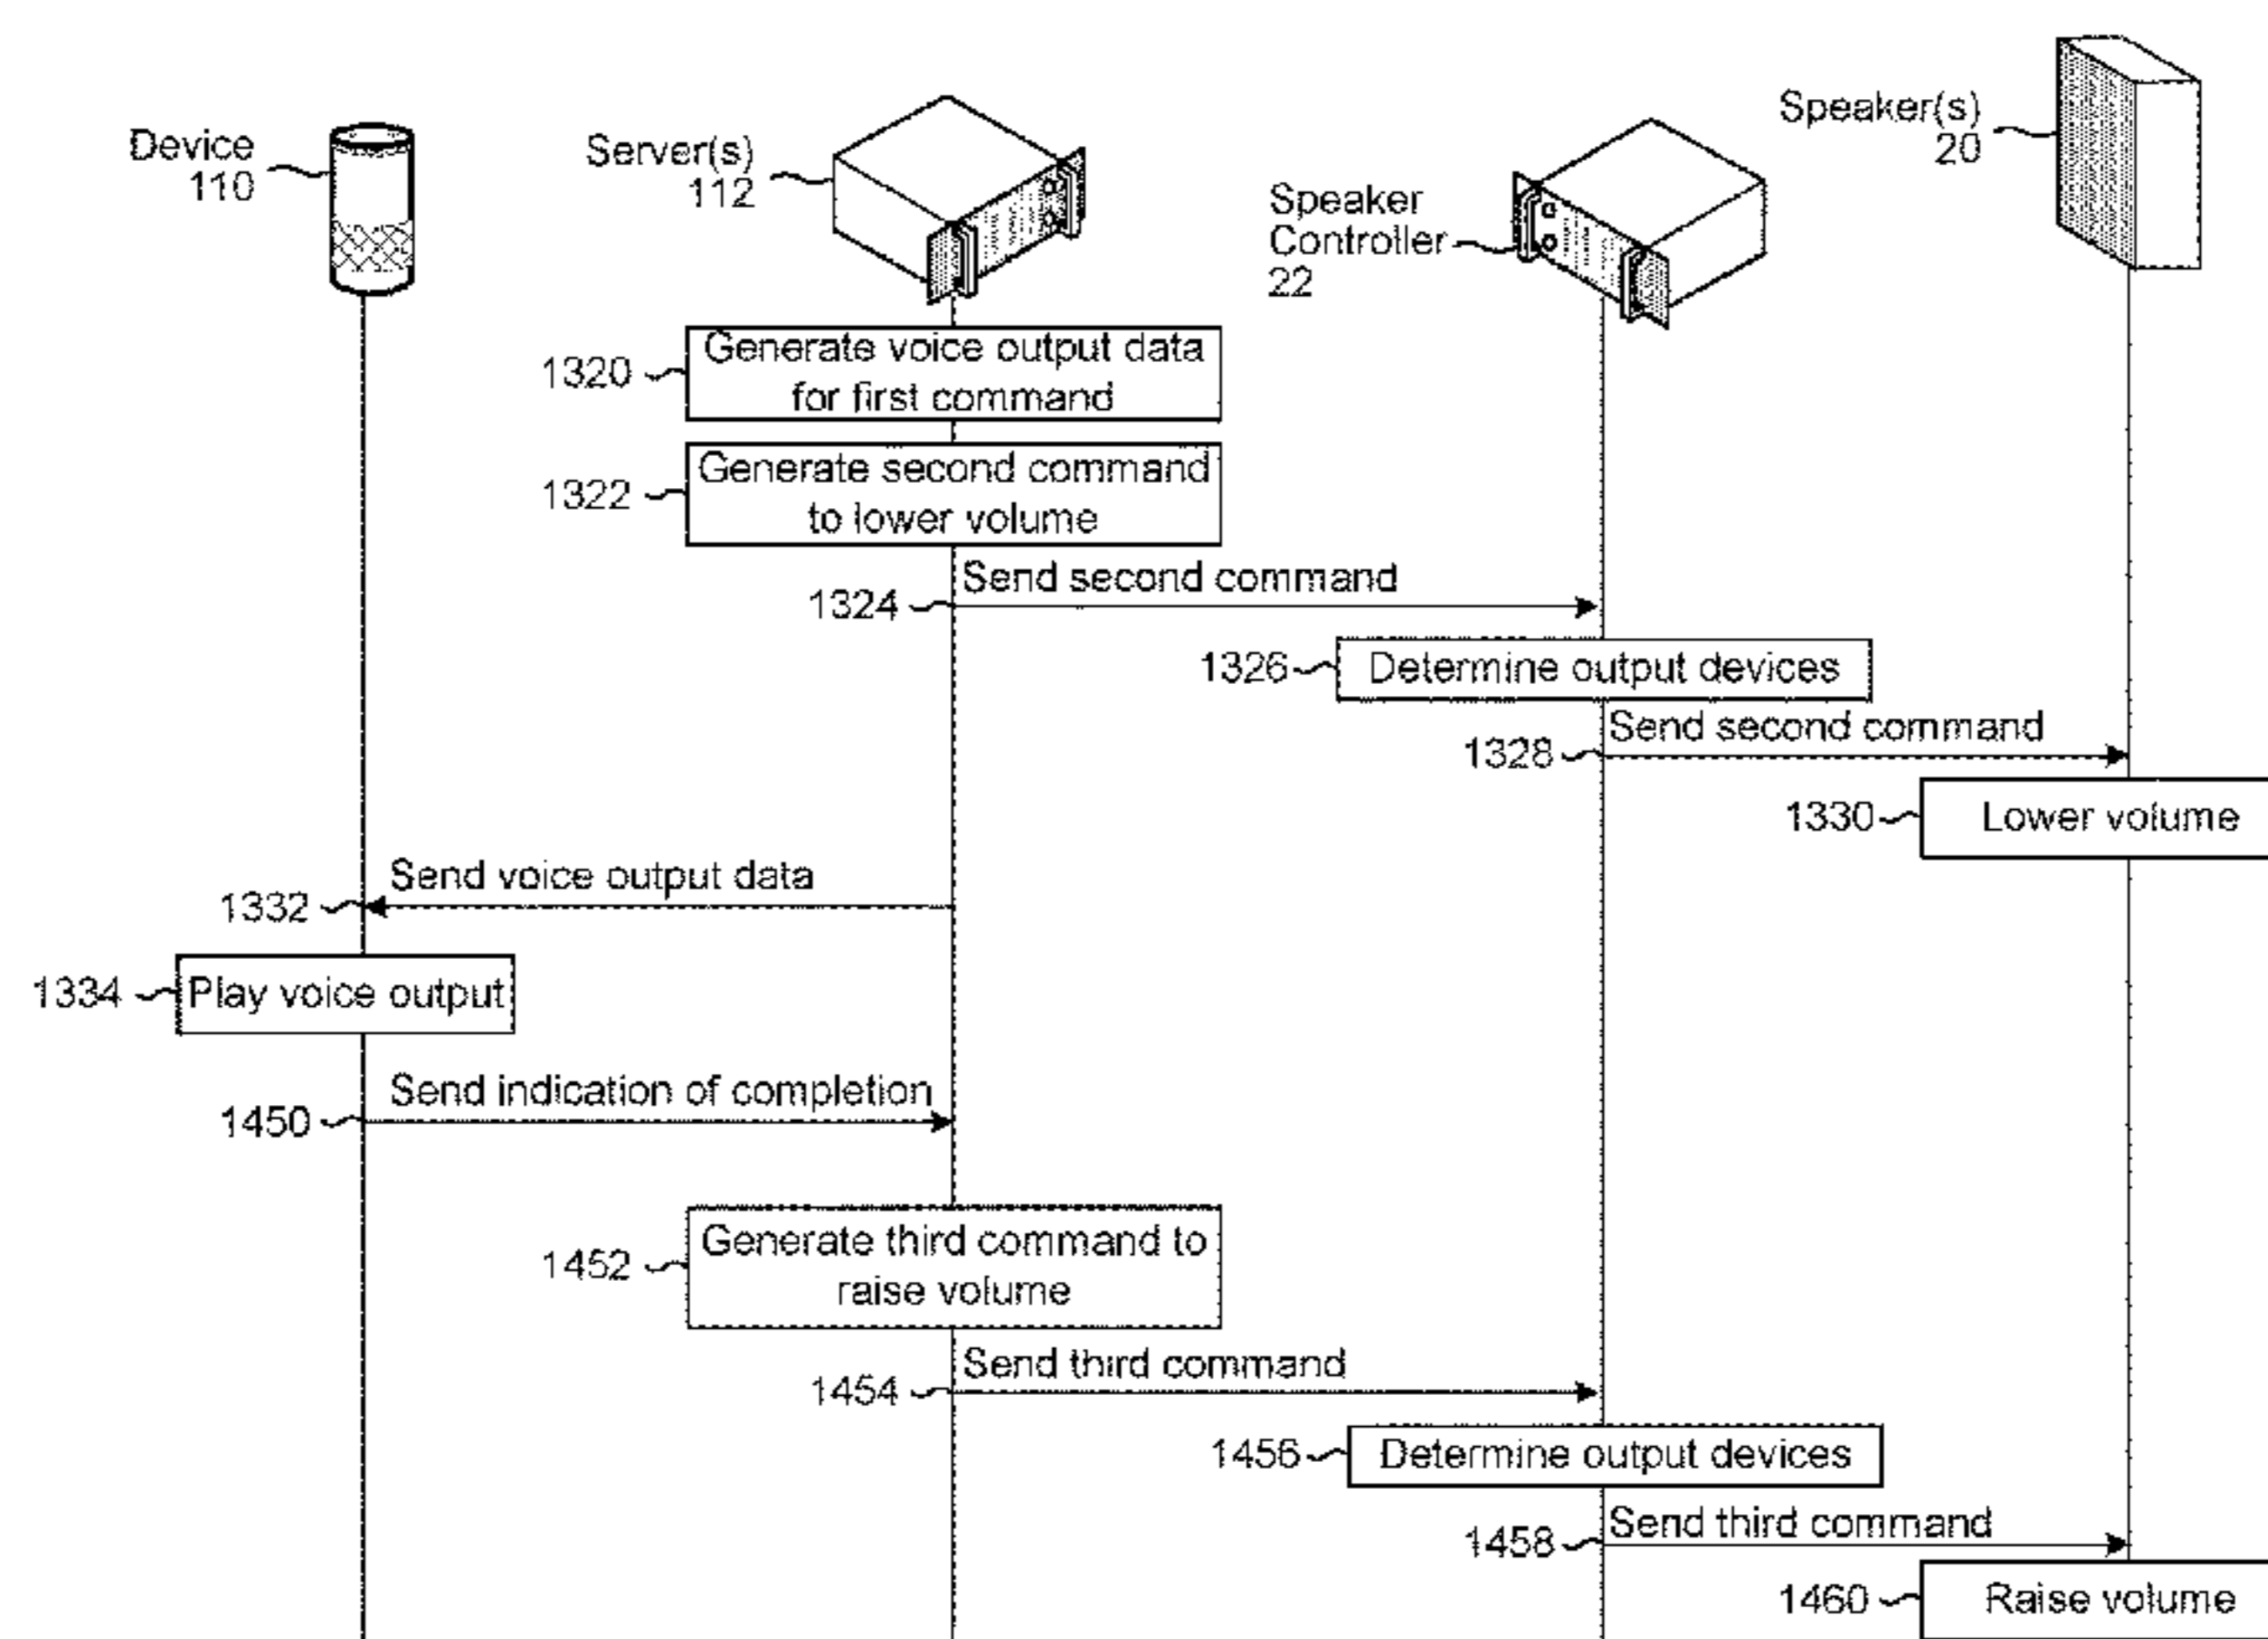 Device
110
Server(s)
112
Speaker
Controller
22
Speaker(s)
20
1320
Generate voice output data
for first command
1322
Generate second command
to lower volume
Send second command
1324
1326
Determine output devices
Send second command
1328
1330
Lower volume
Send voice output data
1332
1334
Play voice output
Send indication of completion
1450
1452
Generate third command to
raise volume
Send third command
1454
1456
Determine output devices
Send third command
1458
1460
Raise volume